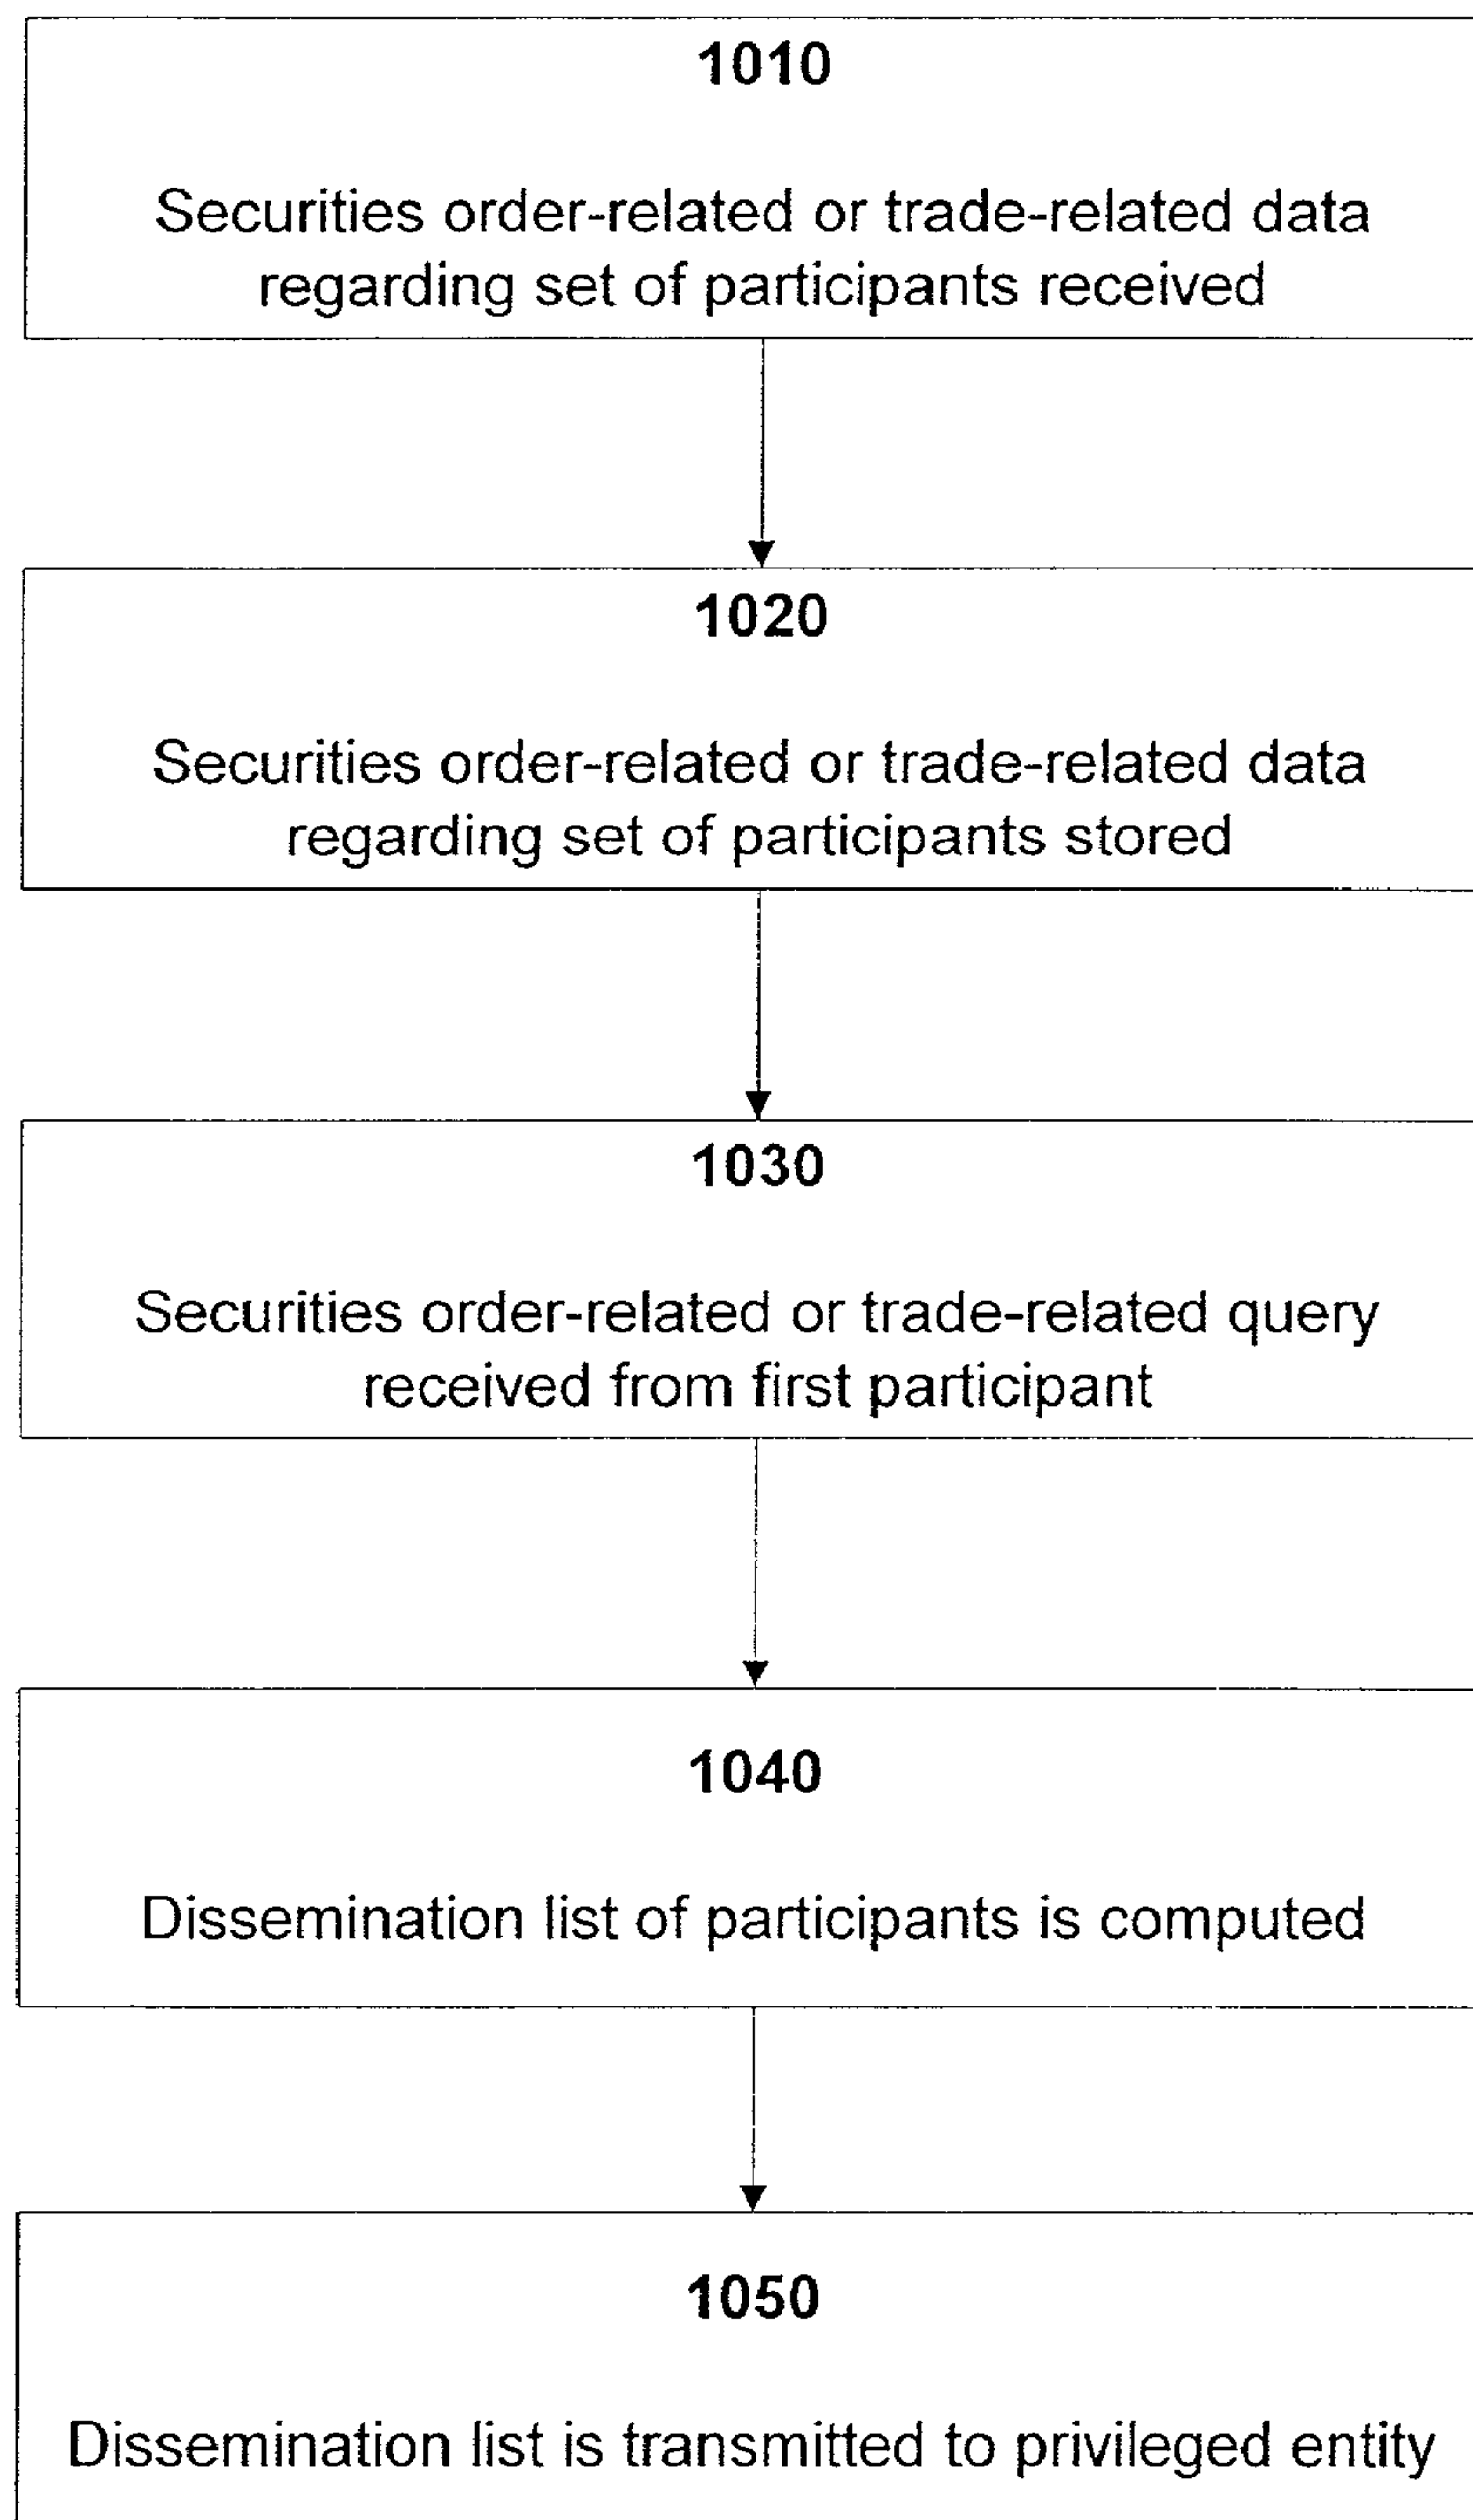 1010
Securities order-related or trade-related data
regarding set of participants received
1020
Securities order-related or trade-related data
regarding set of participants stored
1030
Securities order-related or trade-related query
received from first participant
1040
Dissemination list of participants is computed
1050
Dissemination list is transmitted to privileged entity